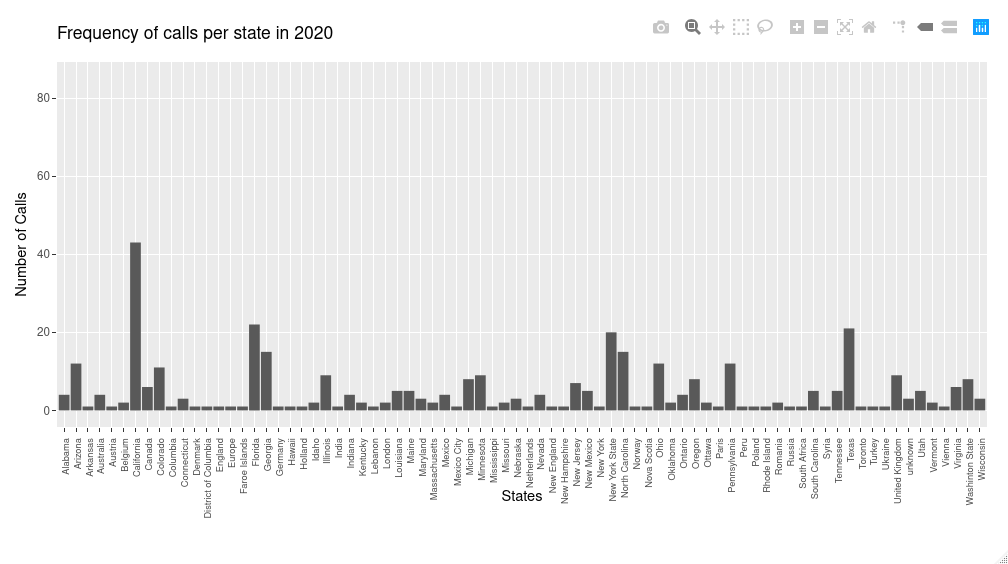 Frequency of calls per state in 2020
Number of Calls
80
60
40
20
0
Alabama
Arizona
Arkansas
Australia
Austria
Belgium
California
Canada
Colorado
Columbia
Connecticut
Denmark
District of Columbia
England
Europe
Faroe Islands
Florida
Georgia
Germany
Hawaii
Holland
Idaho
Illinois
India
Indiana
Kentucky
Lebanon
London
Louisiana
Maine
Maryland
Massachusetts
Mexico
Mexico City
Michigan
Minnesota
Mississippi
Missouri
Nebraska
Netherlands
Nevada
New England
New Hampshire
New Jersey
New Mexico
New York
New York State
North Carolina
Norway
Nova Scotia
Ohio
Oklahoma
Ontario
Oregon
Ottawa
Paris
Pennsylvania
Peru
Poland
Rhode Island
Romania
Russia
South Africa
South Carolina
Syria
Tennessee
Texas
Toronto
Turkey
Ukraine
United Kingdom
unknown
Utah
Vermont
Vienna
Virginia
Washinton State
Wisconsin
States